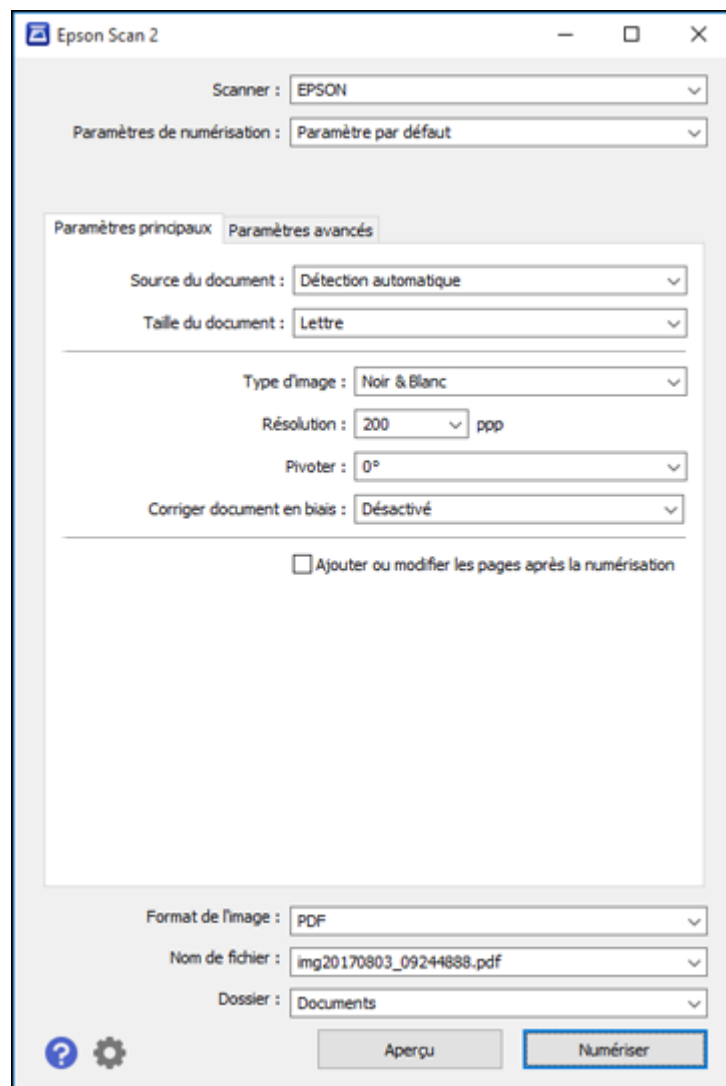 Epson Scan 2
Scanner : EPSON
Paramètres de numérisation : Paramètre par défaut
Paramètres principaux Paramètres avancés
Source du document : Détection automatique
Taille du document : Lettre
Type d'image : Noir & Blanc
Résolution : 200 ppp
Pivoter : 0°
Corriger document en biais : Désactivé
Ajouter ou modifier les pages après la numérisation
Format de l'image : PDF
Nom de fichier : img20170803_09244888.pdf
Dossier : Documents
? Aperçu Numériser